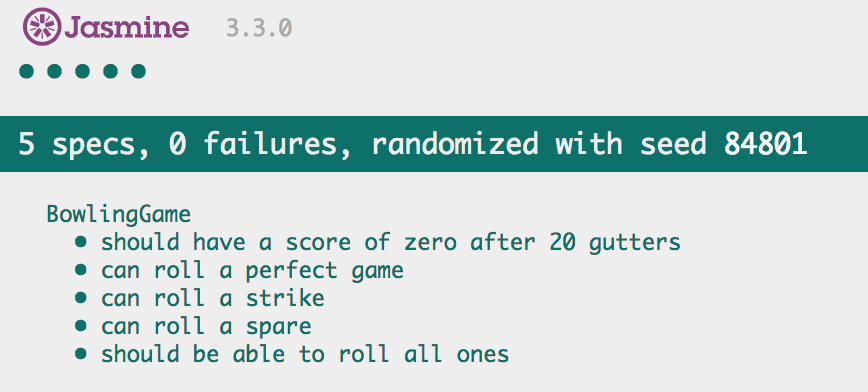 Jasmine 3.3.0
5 specs, 0 failures, randomized with seed 84801
BowlingGame
• should have a score of zero after 20 gutters
• can roll a perfect game
• can roll a strike
• can roll a spare
• should be able to roll all ones